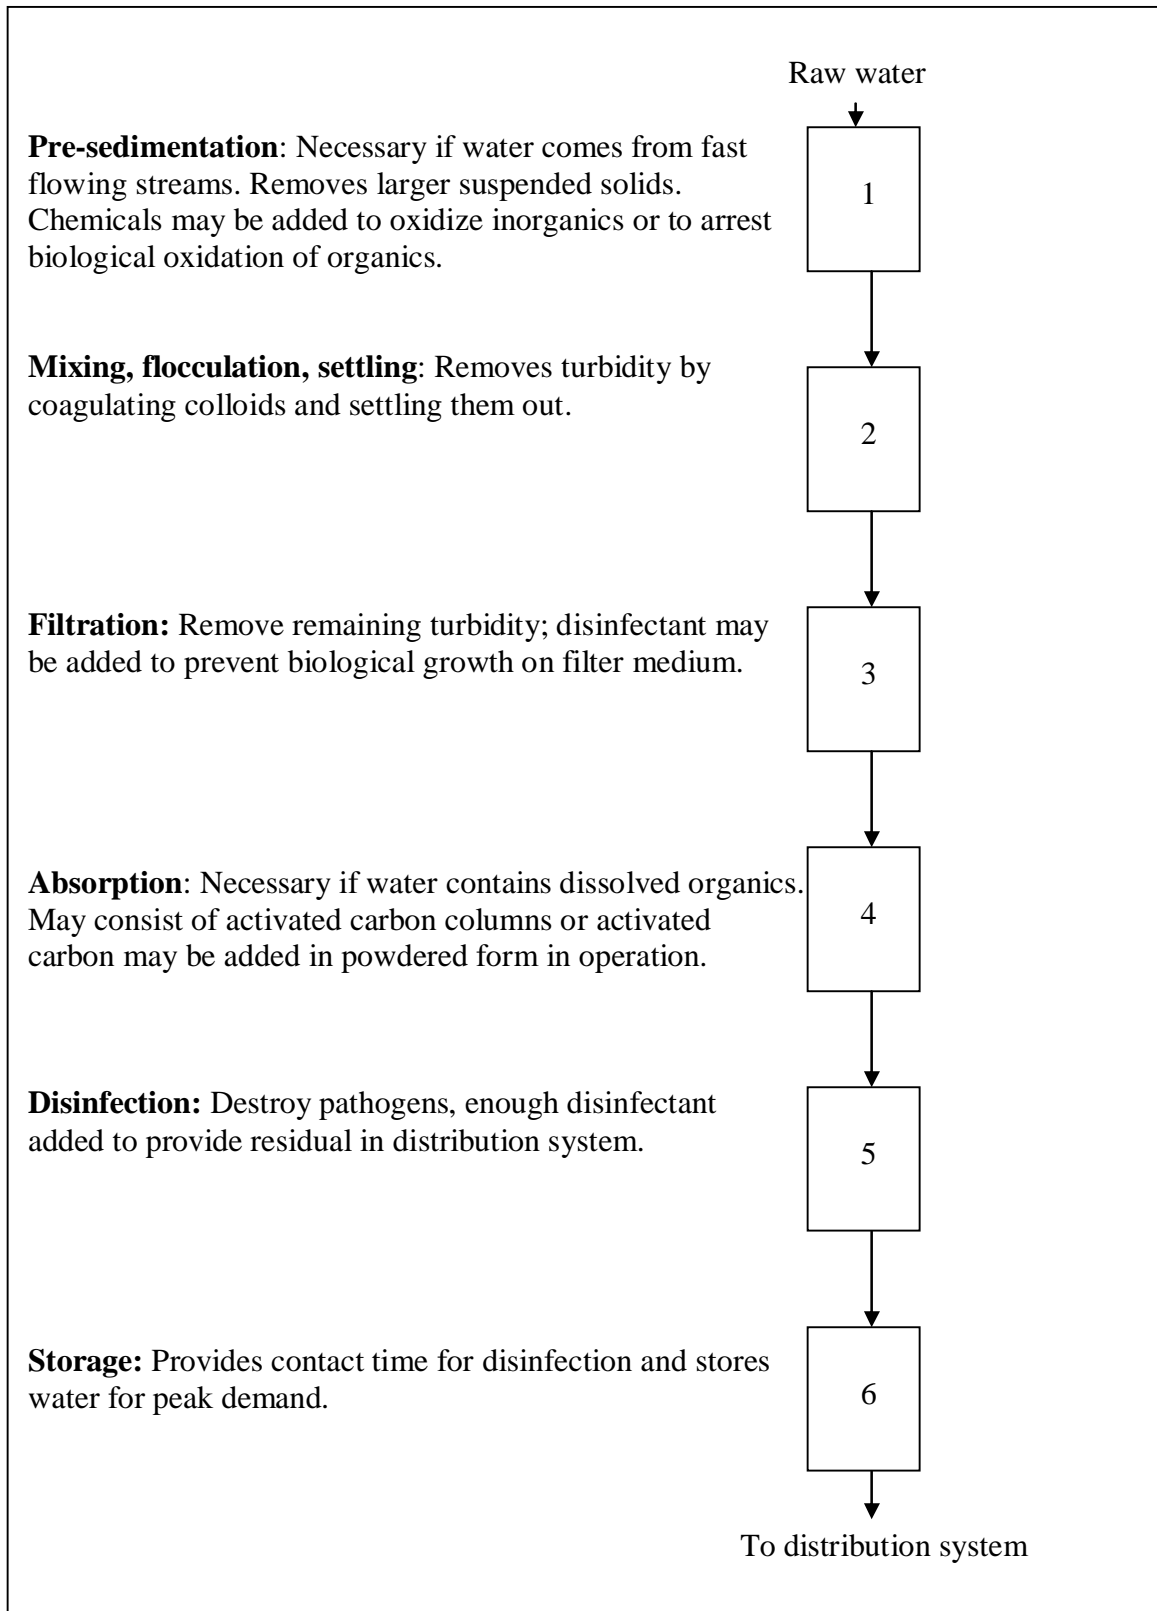 Raw water
Pre-sedimentation: Necessary if water comes from fast
flowing streams. Removes larger suspended solids.
Chemicals may be added to oxidize inorganics or to arrest
biological oxidation of organics.
1
Mixing, flocculation, settling: Removes turbidity by
coagulating colloids and settling them out.
2
Filtration: Remove remaining turbidity; disinfectant may
be added to prevent biological growth on filter medium.
3
Absorption: Necessary if water contains dissolved organics.
May consist of activated carbon columns or activated
carbon may be added in powdered form in operation.
4
Disinfection: Destroy pathogens, enough disinfectant
added to provide residual in distribution system.
5
Storage: Provides contact time for disinfection and stores
water for peak demand.
6
To distribution system